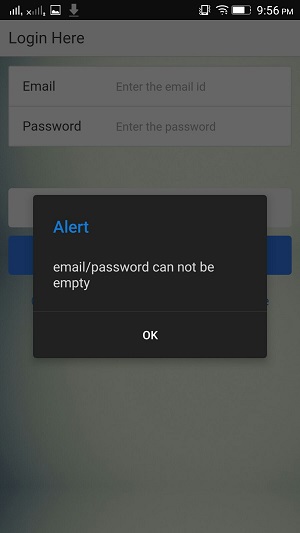 9:56 PM
Login Here
Email Enter the email id
Password Enter the password
Alert
email/password can not be
empty
OK